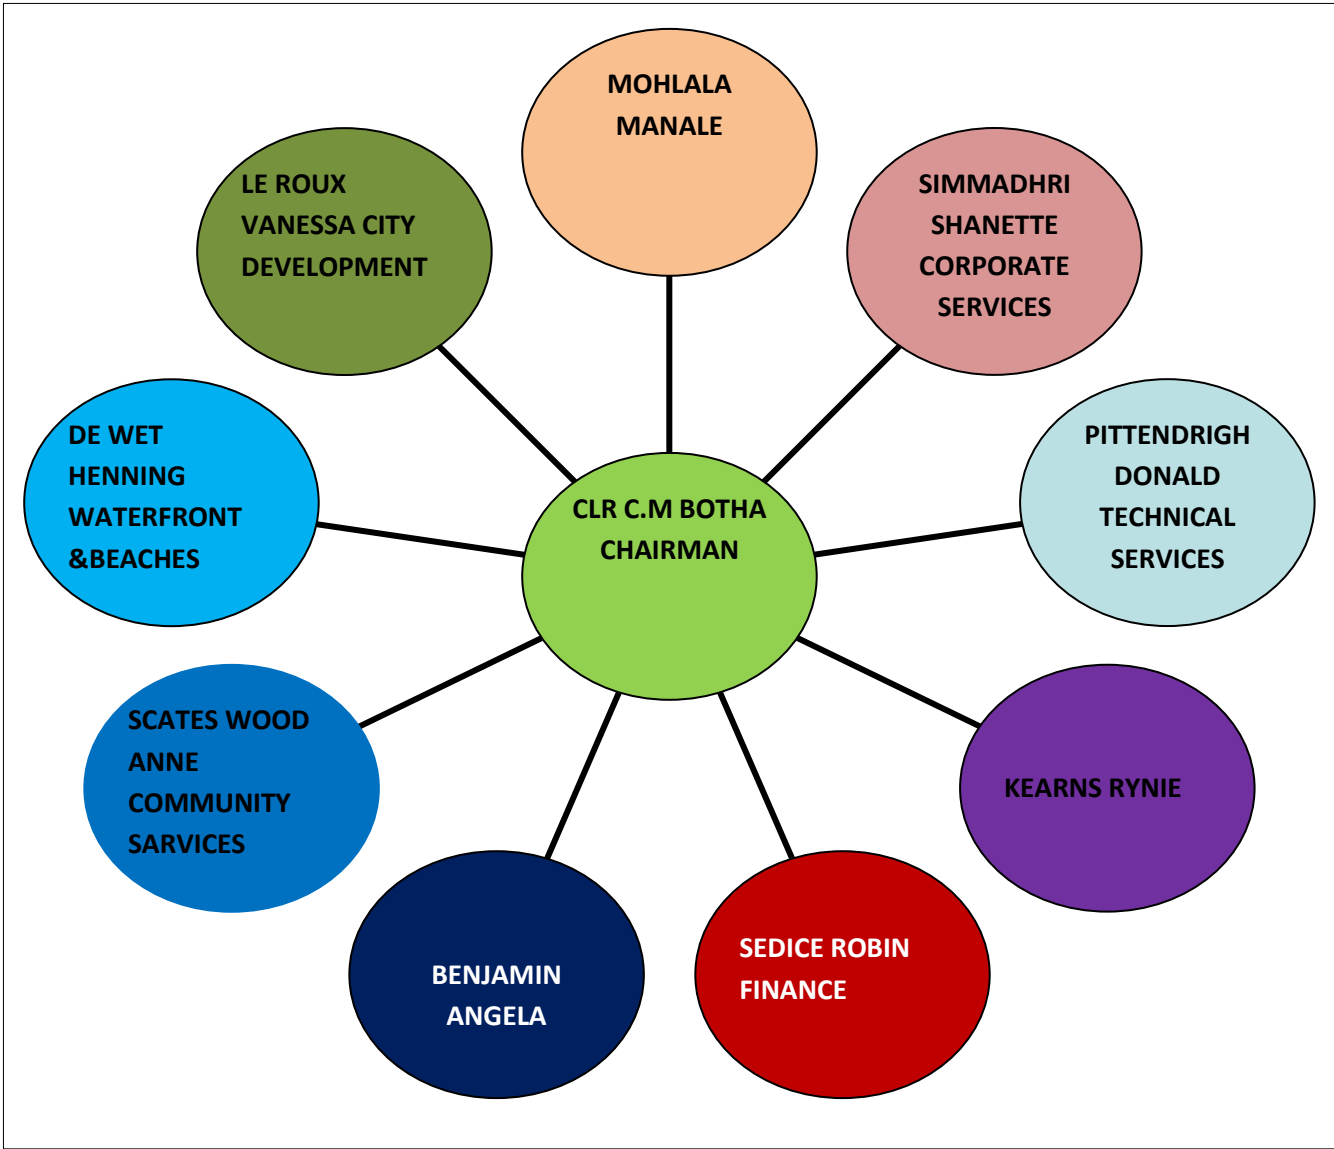 MOHLALA
MANALE
LE ROUX
VANESSA CITY
DEVELOPMENT
SIMMADHRI
SHANETTE
CORPORATE
SERVICES
DE WET
HENNING
WATERFRONT
&BEACHES
CLR C.M BOTHA
CHAIRMAN
PITTENDRIGH
DONALD
TECHNICAL
SERVICES
SCATES WOOD
ANNE
COMMUNITY
SARVICES
KEARNS RYNIE
BENJAMIN
ANGELA
SEDICE ROBIN
FINANCE